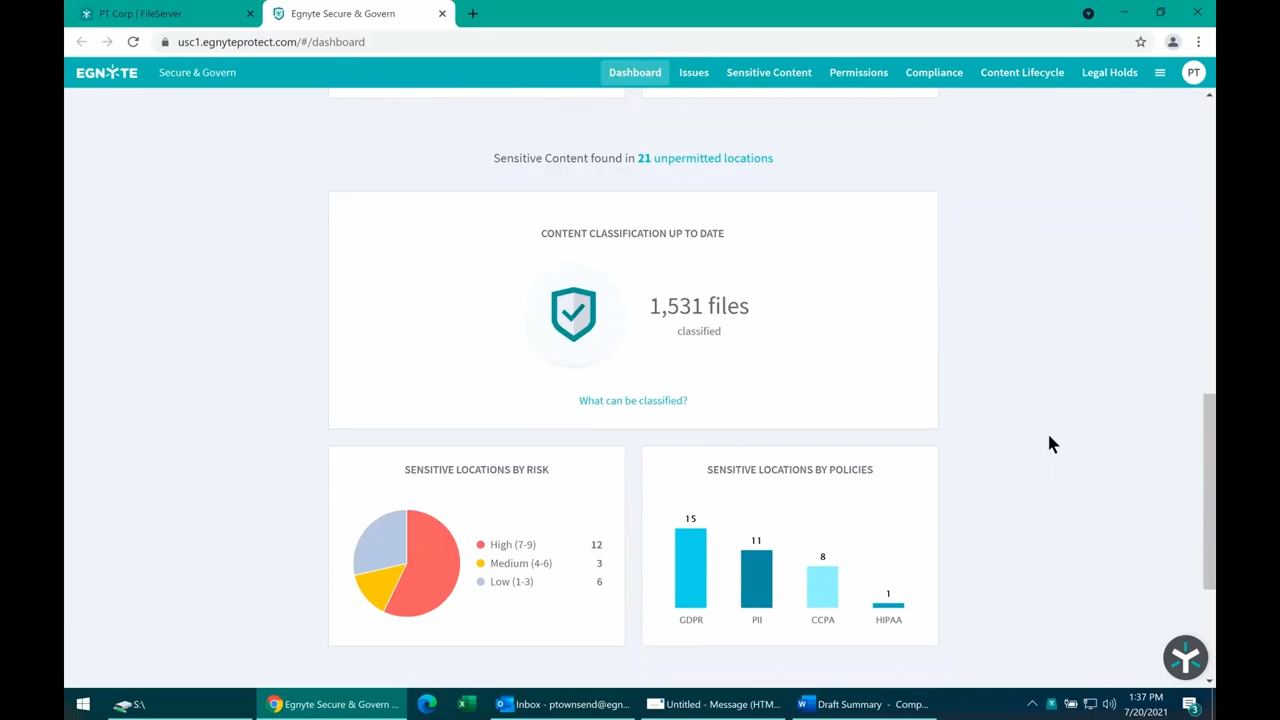 PT Corp | FileServer
Egnyte Secure & Govern
usc1.egnyteprotect.com/#/dashboard
EGNYTE Secure & Govern Dashboard Issues Sensitive Content Permissions Compliance Content Lifecycle Legal Holds PT
Sensitive Content found in 21 unpermitted locations
CONTENT CLASSIFICATION UP TO DATE
1,531 files
classified
What can be classified?
SENSITIVE LOCATIONS BY RISK
High (7-9) 12
Medium (4-6) 3
Low (1-3) 6
SENSITIVE LOCATIONS BY POLICIES
15
11
8
1
GDPR PII CCPA HIPAA
S:\
Egnyte Secure & Govern ...
Inbox - ptownsend@egn...
Untitled - Message (HTM...
Draft Summary - Comp...
1:37 PM
7/20/2021